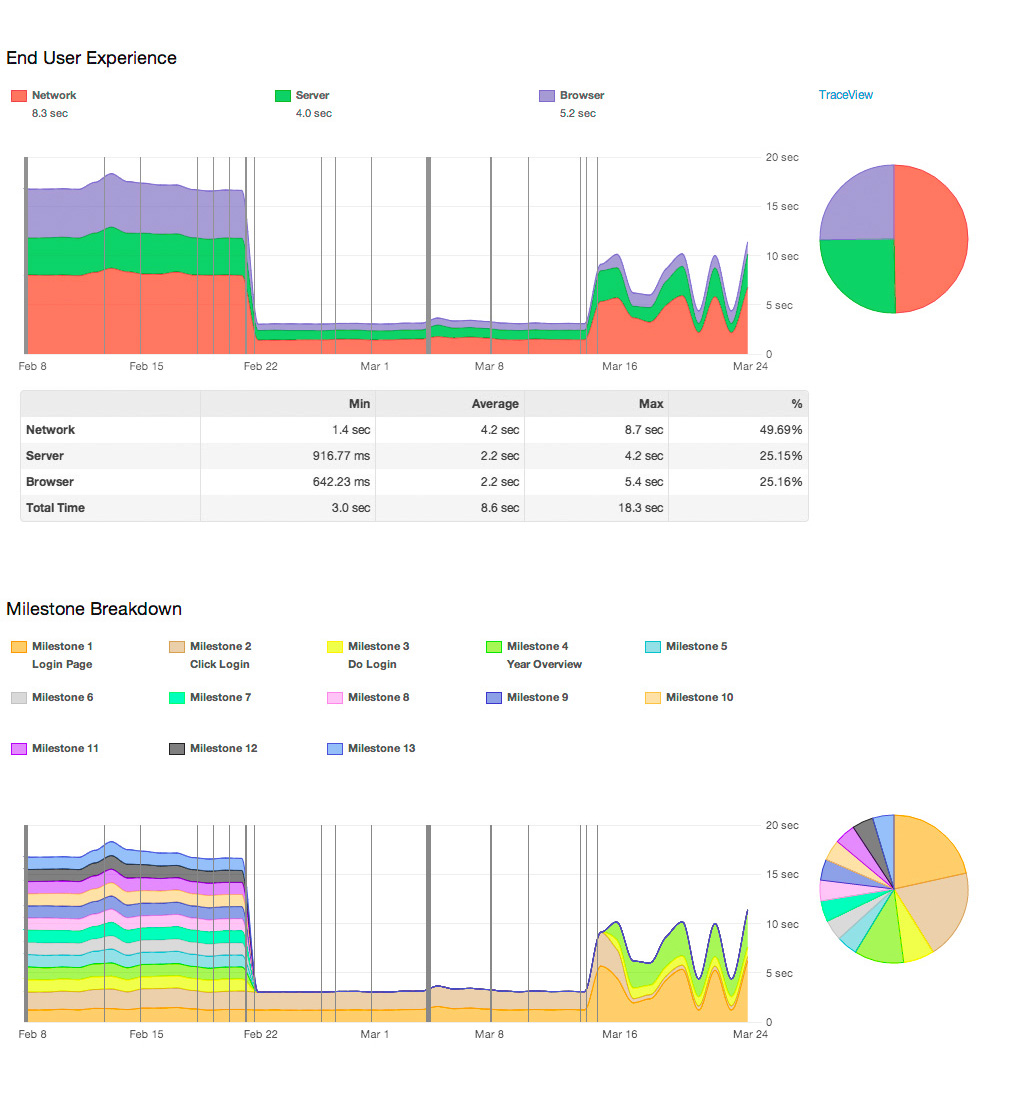 End User Experience
Network Server Browser TraceView
8.3 sec 4.0 sec 5.2 sec
20 sec
15 sec
10 sec
5 sec
0
Feb 8 Feb 15 Feb 22 Mar 1 Mar 8 Mar 16 Mar 24
Min Average Max %
Network 1.4 sec 4.2 sec 8.7 sec 49.69%
Server 916.77 ms 2.2 sec 4.2 sec 25.15%
Browser 642.23 ms 2.2 sec 5.4 sec 25.16%
Total Time 3.0 sec 8.6 sec 18.3 sec
Milestone Breakdown
Milestone 1 Milestone 2 Milestone 3 Milestone 4 Milestone 5
Login Page Click Login Do Login Year Overview
Milestone 6 Milestone 7 Milestone 8 Milestone 9 Milestone 10
Milestone 11 Milestone 12 Milestone 13
20 sec
15 sec
10 sec
5 sec
0
Feb 8 Feb 15 Feb 22 Mar 1 Mar 8 Mar 16 Mar 24